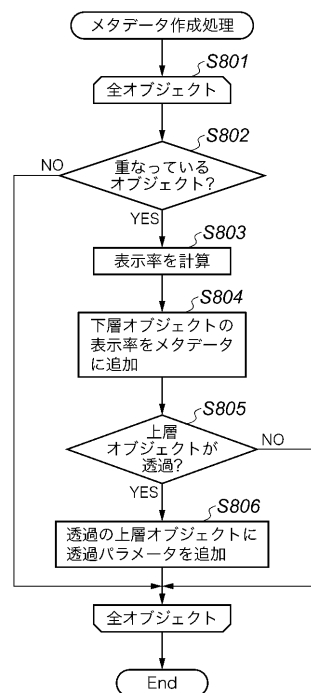 メタデータ作成処理
S801
全オブジェクト
S802
重なっている
オブジェクト?
NO
YES
S803
表示率を計算
S804
下層オブジェクトの
表示率をメタデータ
に追加
S805
上層
オブジェクトが
透過?
NO
YES
S806
透過の上層オブジェクトに
透過パラメータを追加
全オブジェクト
End